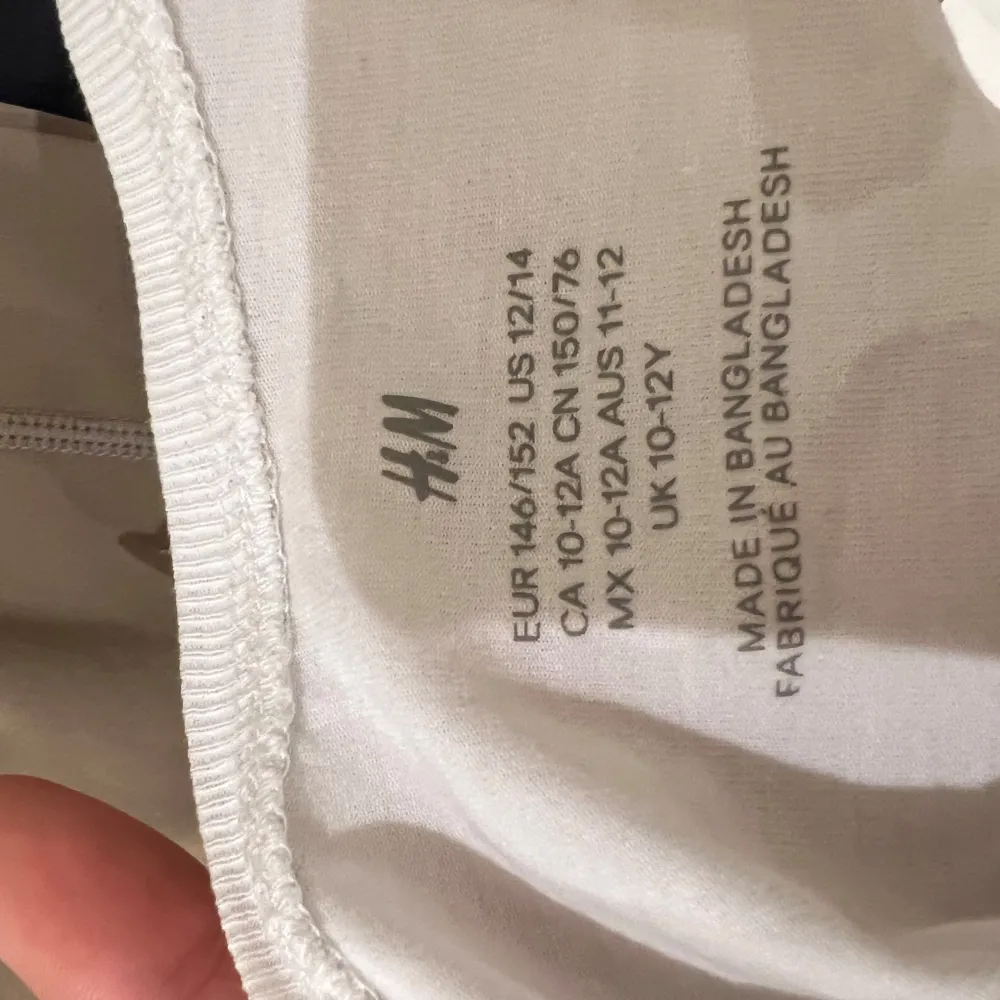 H&M
EUR 146/152 US 12/14
CA 10-12A CN 150/76
MX 10-12A AUS 11-12
UK 10-12Y
MADE IN BANGLADESH
FABRIQUÉ AU BANGLADESH